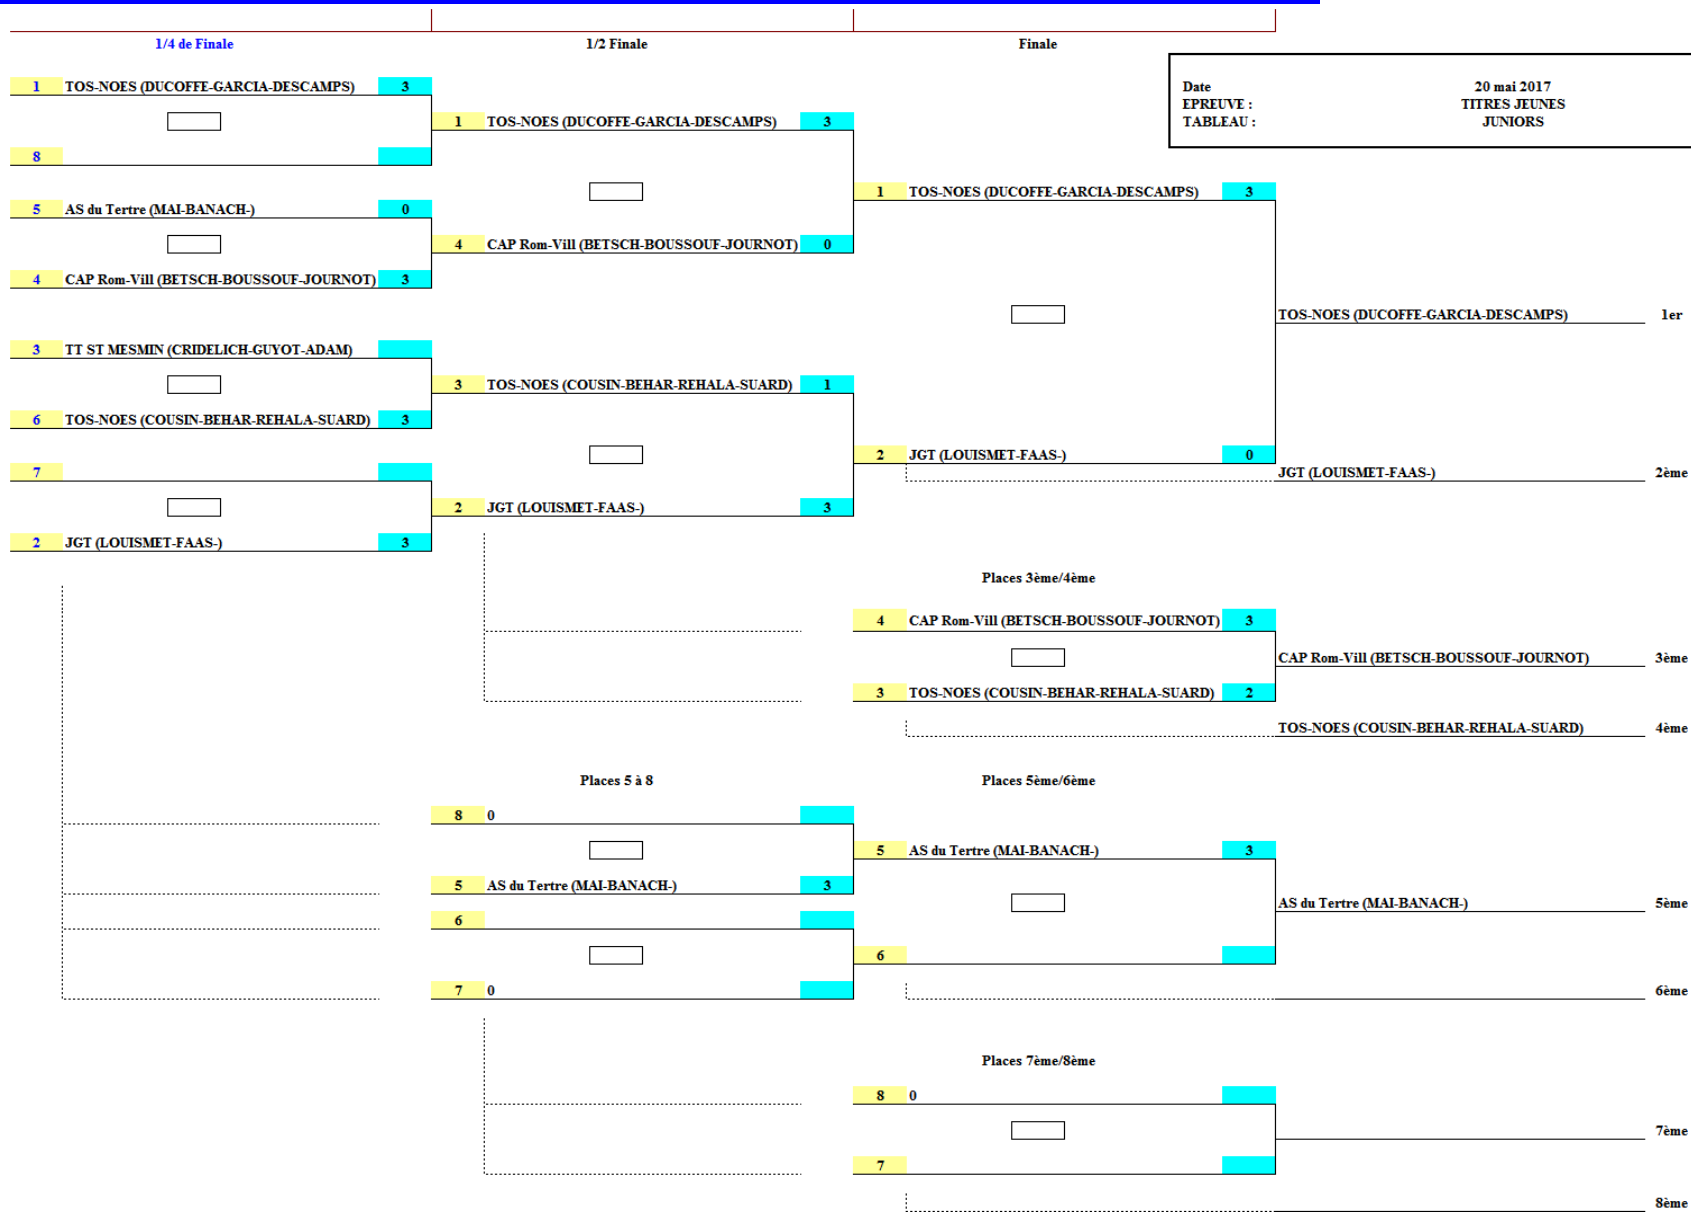 1/4 de Finale
1/2 Finale
Finale
Date 20 mai 2017
EPREUVE : TITRES JEUNES
TABLEAU : JUNIORS
1 TOS-NOES (DUCOFFE-GARCIA-DESCAMPS) 3
8
5 AS du Tertre (MAI-BANACH-) 0
4 CAP Rom-Vill (BETSCH-BOUSSOUF-JOURNOT) 3
3 TT ST MESMIN (CRIDELICH-GUYOT-ADAM)
6 TOS-NOES (COUSIN-BEHAR-REHALA-SUARD) 3
7
2 JGT (LOUISMET-FAAS-) 3
1 TOS-NOES (DUCOFFE-GARCIA-DESCAMPS) 3
4 CAP Rom-Vill (BETSCH-BOUSSOUF-JOURNOT) 0
3 TOS-NOES (COUSIN-BEHAR-REHALA-SUARD) 1
2 JGT (LOUISMET-FAAS-) 3
1 TOS-NOES (DUCOFFE-GARCIA-DESCAMPS) 3
2 JGT (LOUISMET-FAAS-) 0
TOS-NOES (DUCOFFE-GARCIA-DESCAMPS) 1er
JGT (LOUISMET-FAAS-) 2ème
Places 3ème/4ème
4 CAP Rom-Vill (BETSCH-BOUSSOUF-JOURNOT) 3
3 TOS-NOES (COUSIN-BEHAR-REHALA-SUARD) 2
CAP Rom-Vill (BETSCH-BOUSSOUF-JOURNOT) 3ème
TOS-NOES (COUSIN-BEHAR-REHALA-SUARD) 4ème
Places 5 à 8
8 0
5 AS du Tertre (MAI-BANACH-) 3
6
7 0
Places 5ème/6ème
5 AS du Tertre (MAI-BANACH-) 3
6
AS du Tertre (MAI-BANACH-) 5ème
6ème
Places 7ème/8ème
8 0
7
7ème
8ème